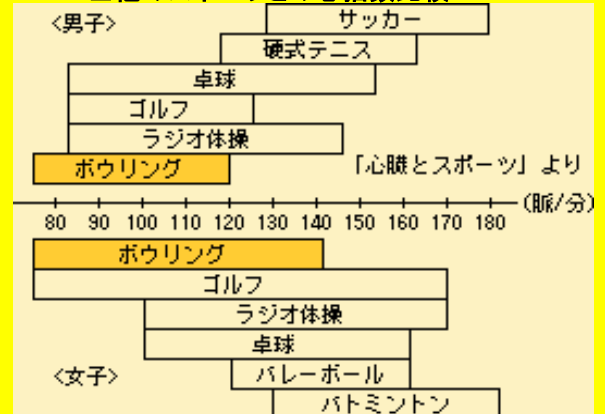 <男子>
サッカー
硬式テニス
卓球
ゴルフ
ラジオ体操
ボウリング
「心臓とスポーツ」より
80 90 100 110 120 130 140 150 160 170 180 (脈/分)
ボウリング
ゴルフ
ラジオ体操
卓球
<女子>
バレーボール
バトミントン